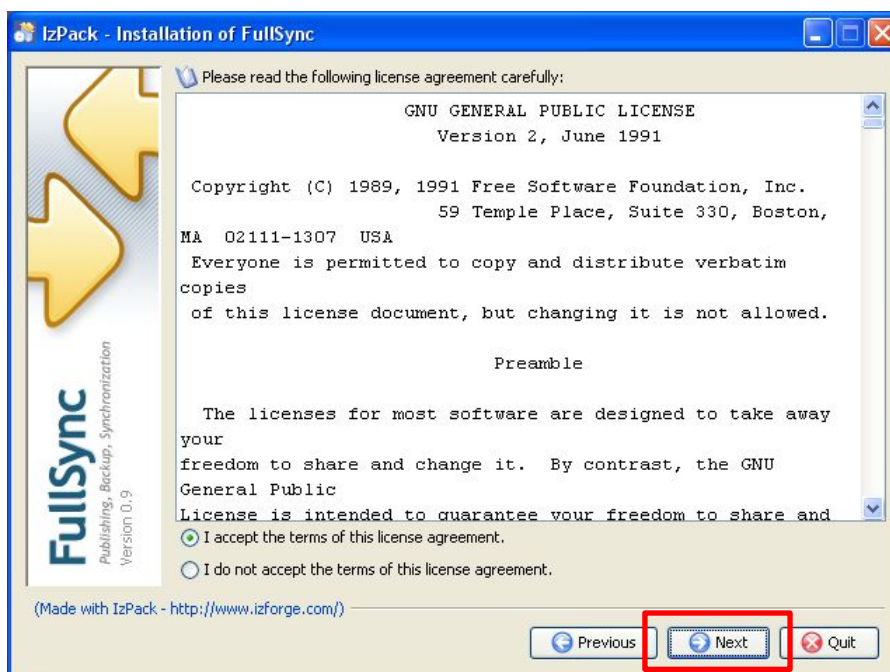 IzPack - Installation of FullSync
Please read the following license agreement carefully:
GNU GENERAL PUBLIC LICENSE
Version 2, June 1991
Copyright (C) 1989, 1991 Free Software Foundation, Inc.
59 Temple Place, Suite 330, Boston,
MA 02111-1307 USA
Everyone is permitted to copy and distribute verbatim
copies
of this license document, but changing it is not allowed.
Preamble
The licenses for most software are designed to take away
your
freedom to share and change it. By contrast, the GNU
General Public
License is intended to guarantee your freedom to share and
FullSync
Publishing, Backup, Synchronization
Version 0.9
I accept the terms of this license agreement.
I do not accept the terms of this license agreement.
(Made with IzPack - http://www.izforge.com/)
Previous
Next
Quit